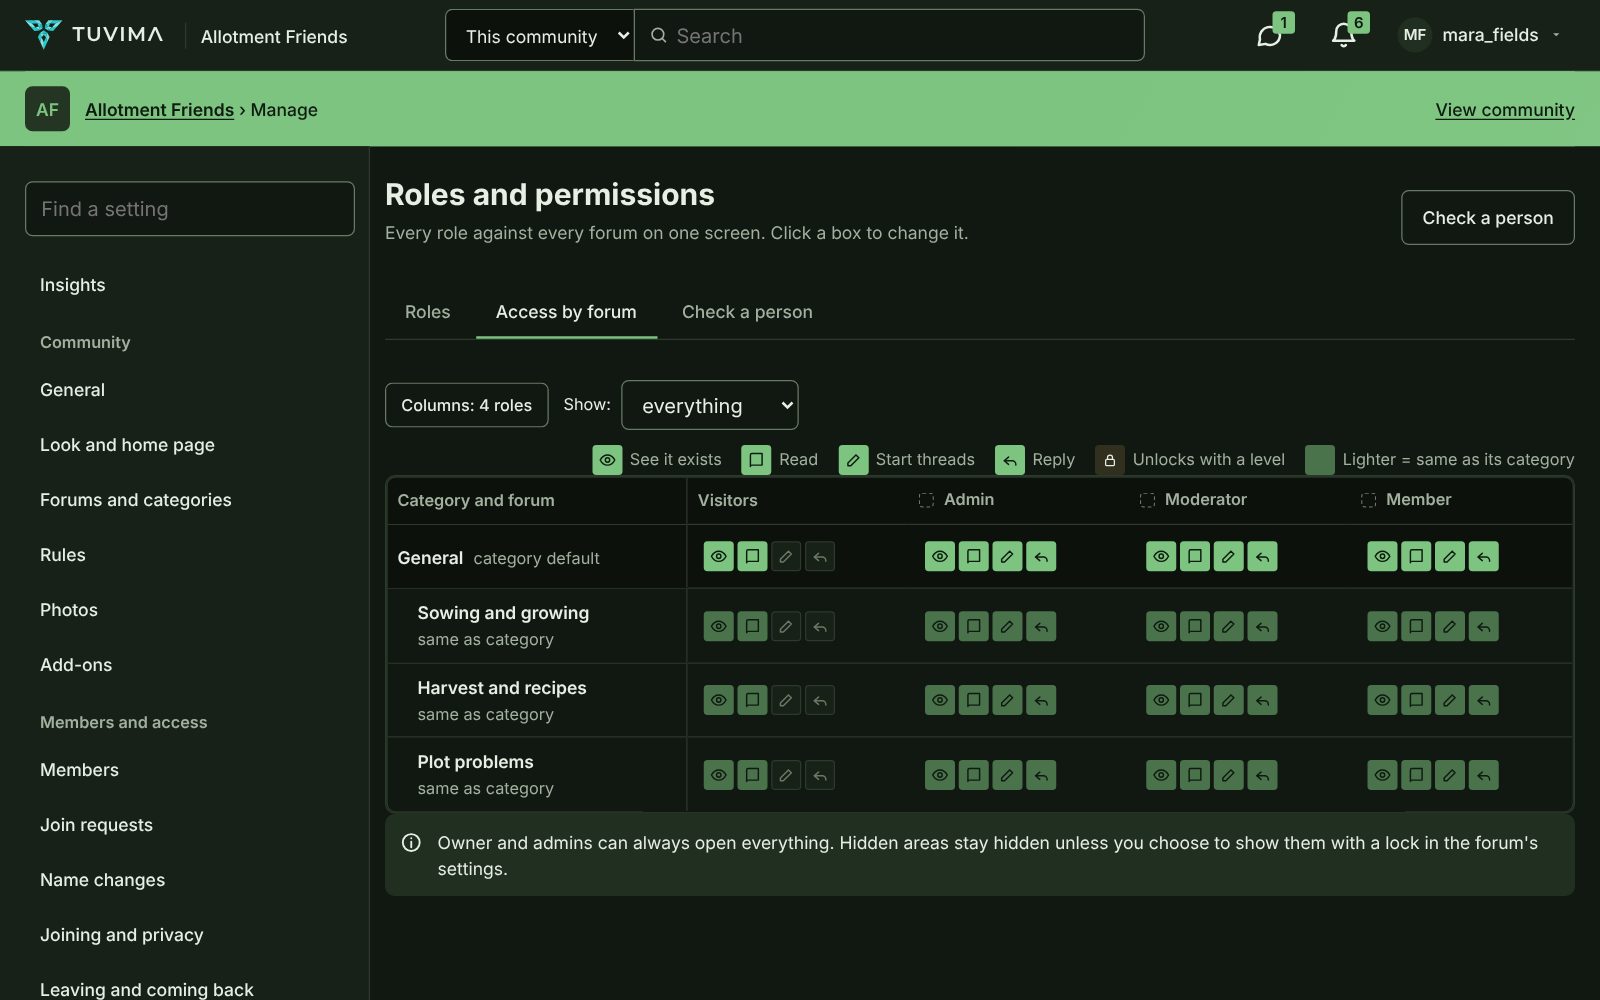 TUVIMA
Allotment Friends
This community
Search
1
6
MF
mara_fields
AF
Allotment Friends › Manage
View community
Find a setting
Insights
Community
General
Look and home page
Forums and categories
Rules
Photos
Add-ons
Members and access
Members
Join requests
Name changes
Joining and privacy
Leaving and coming back
Roles and permissions
Every role against every forum on one screen. Click a box to change it.
Check a person
Roles
Access by forum
Check a person
Columns: 4 roles
Show:
everything
See it exists
Read
Start threads
Reply
Unlocks with a level
Lighter = same as its category
Category and forum
Visitors
Admin
Moderator
Member
General category default
Sowing and growing
same as category
Harvest and recipes
same as category
Plot problems
same as category
Owner and admins can always open everything. Hidden areas stay hidden unless you choose to show them with a lock in the forum's
settings.